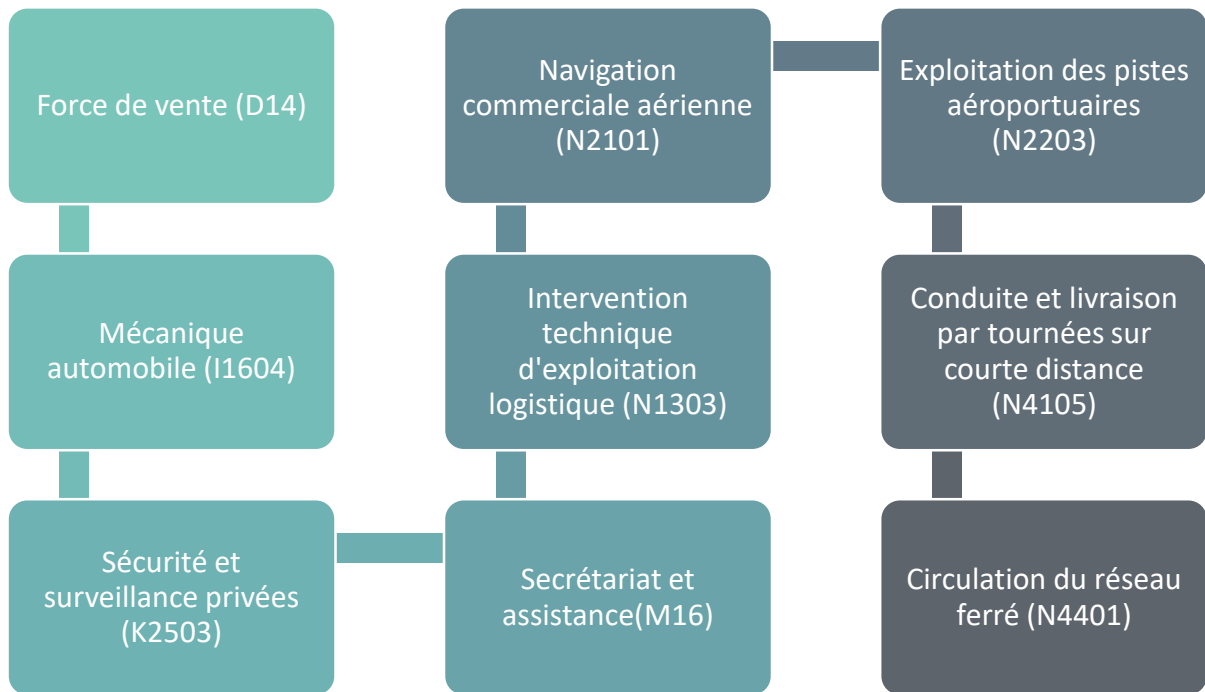 Force de vente (D14)
Mécanique
automobile (I1604)
Sécurité et
surveillance privées
(K2503)
Secrétariat et
assistance(M16)
Intervention
technique
d'exploitation
logistique (N1303)
Navigation
commerciale aérienne
(N2101)
Exploitation des pistes
aéroportuaires
(N2203)
Conduite et livraison
par tournées sur
courte distance
(N4105)
Circulation du réseau
ferré (N4401)